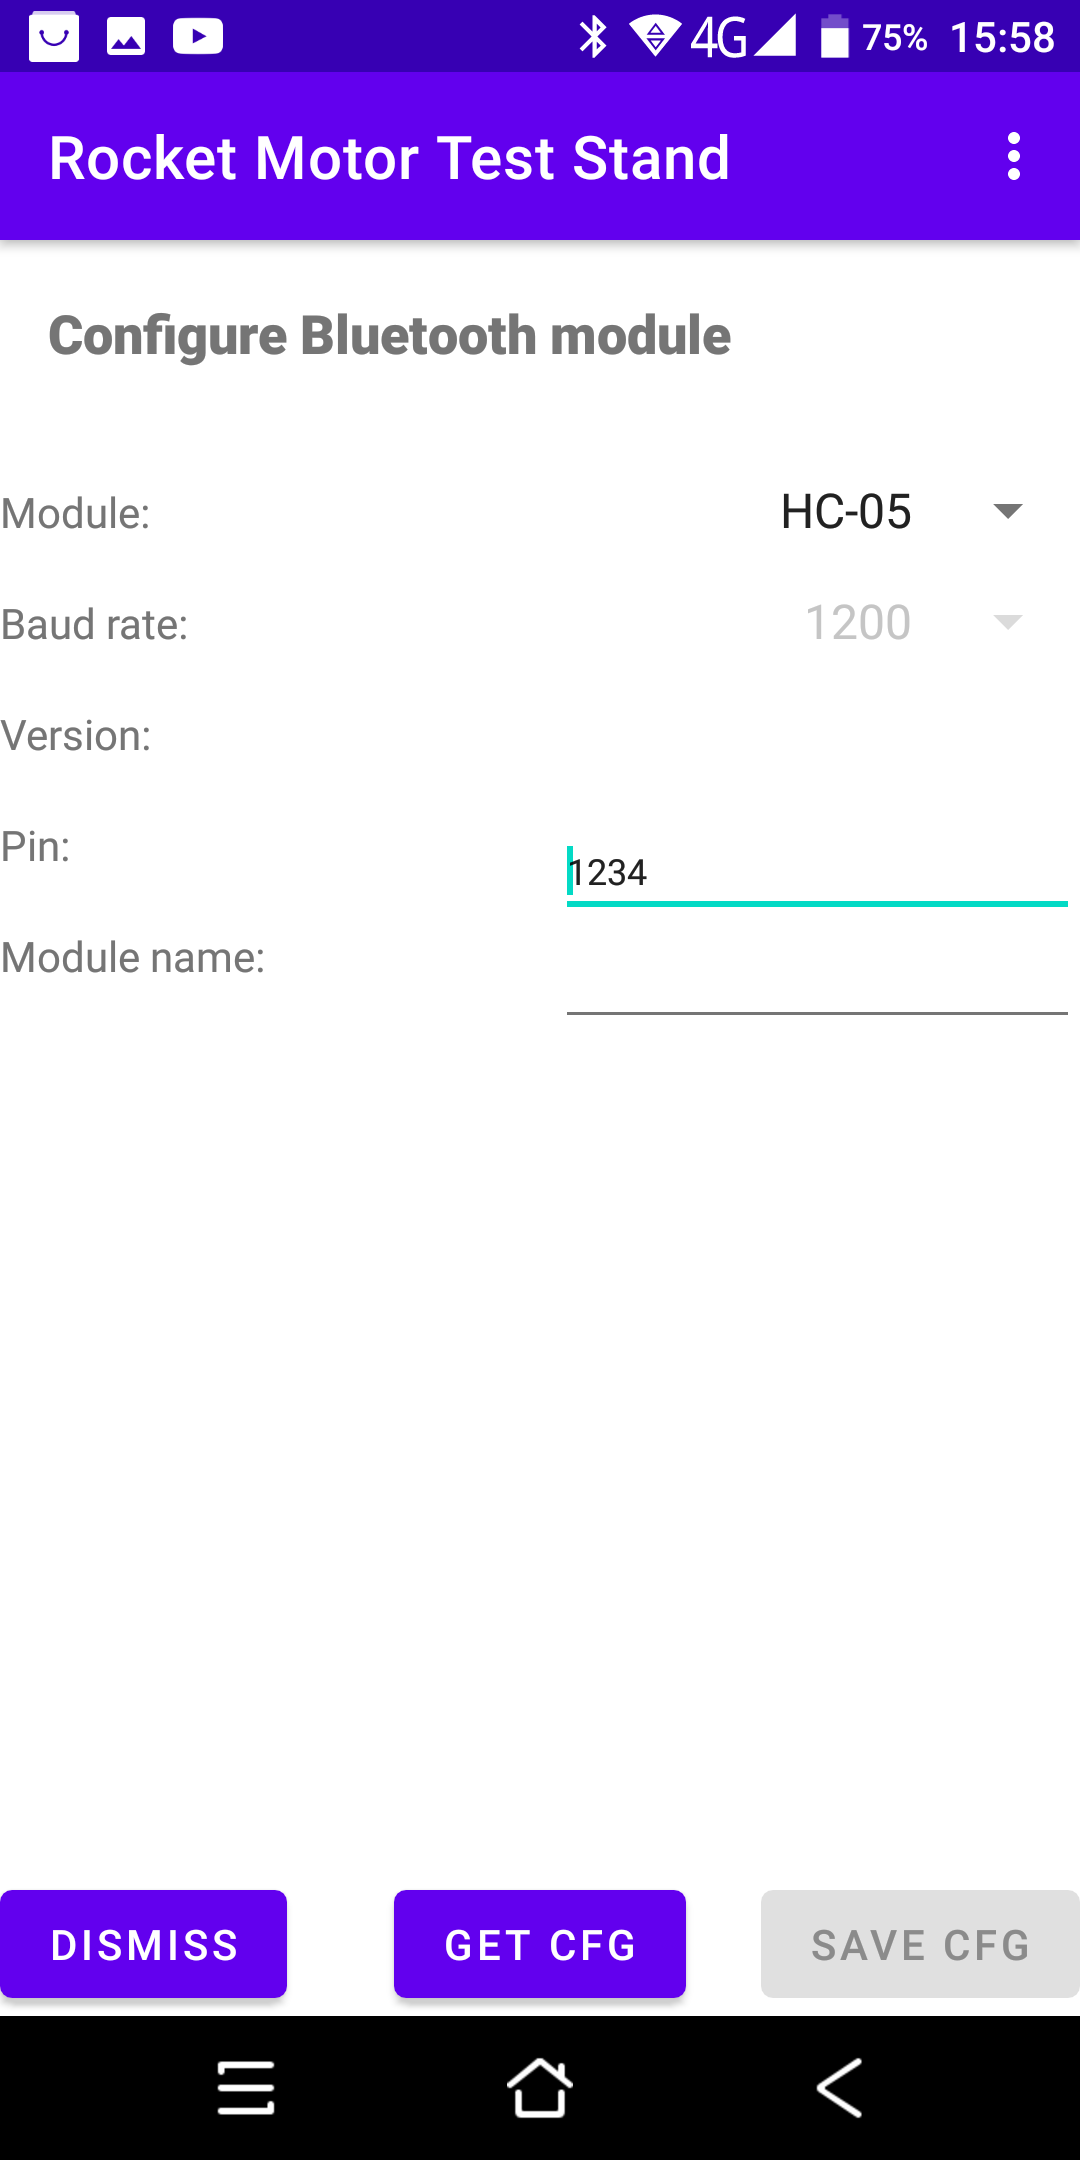 4G 75% 15:58
Rocket Motor Test Stand
Configure Bluetooth module
Module: HC-05
Baud rate: 1200
Version:
Pin: 1234
Module name:
DISMISS GET CFG SAVE CFG